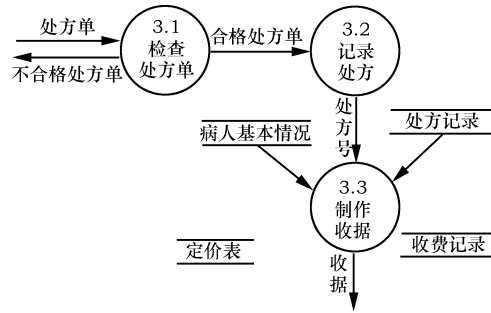 处方单
不合格处方单
3.1
检查
处方单
合格处方单
3.2
记录
处方
处方号
病人基本情况
处方记录
3.3
制作
收据
定价表
收费记录
收据